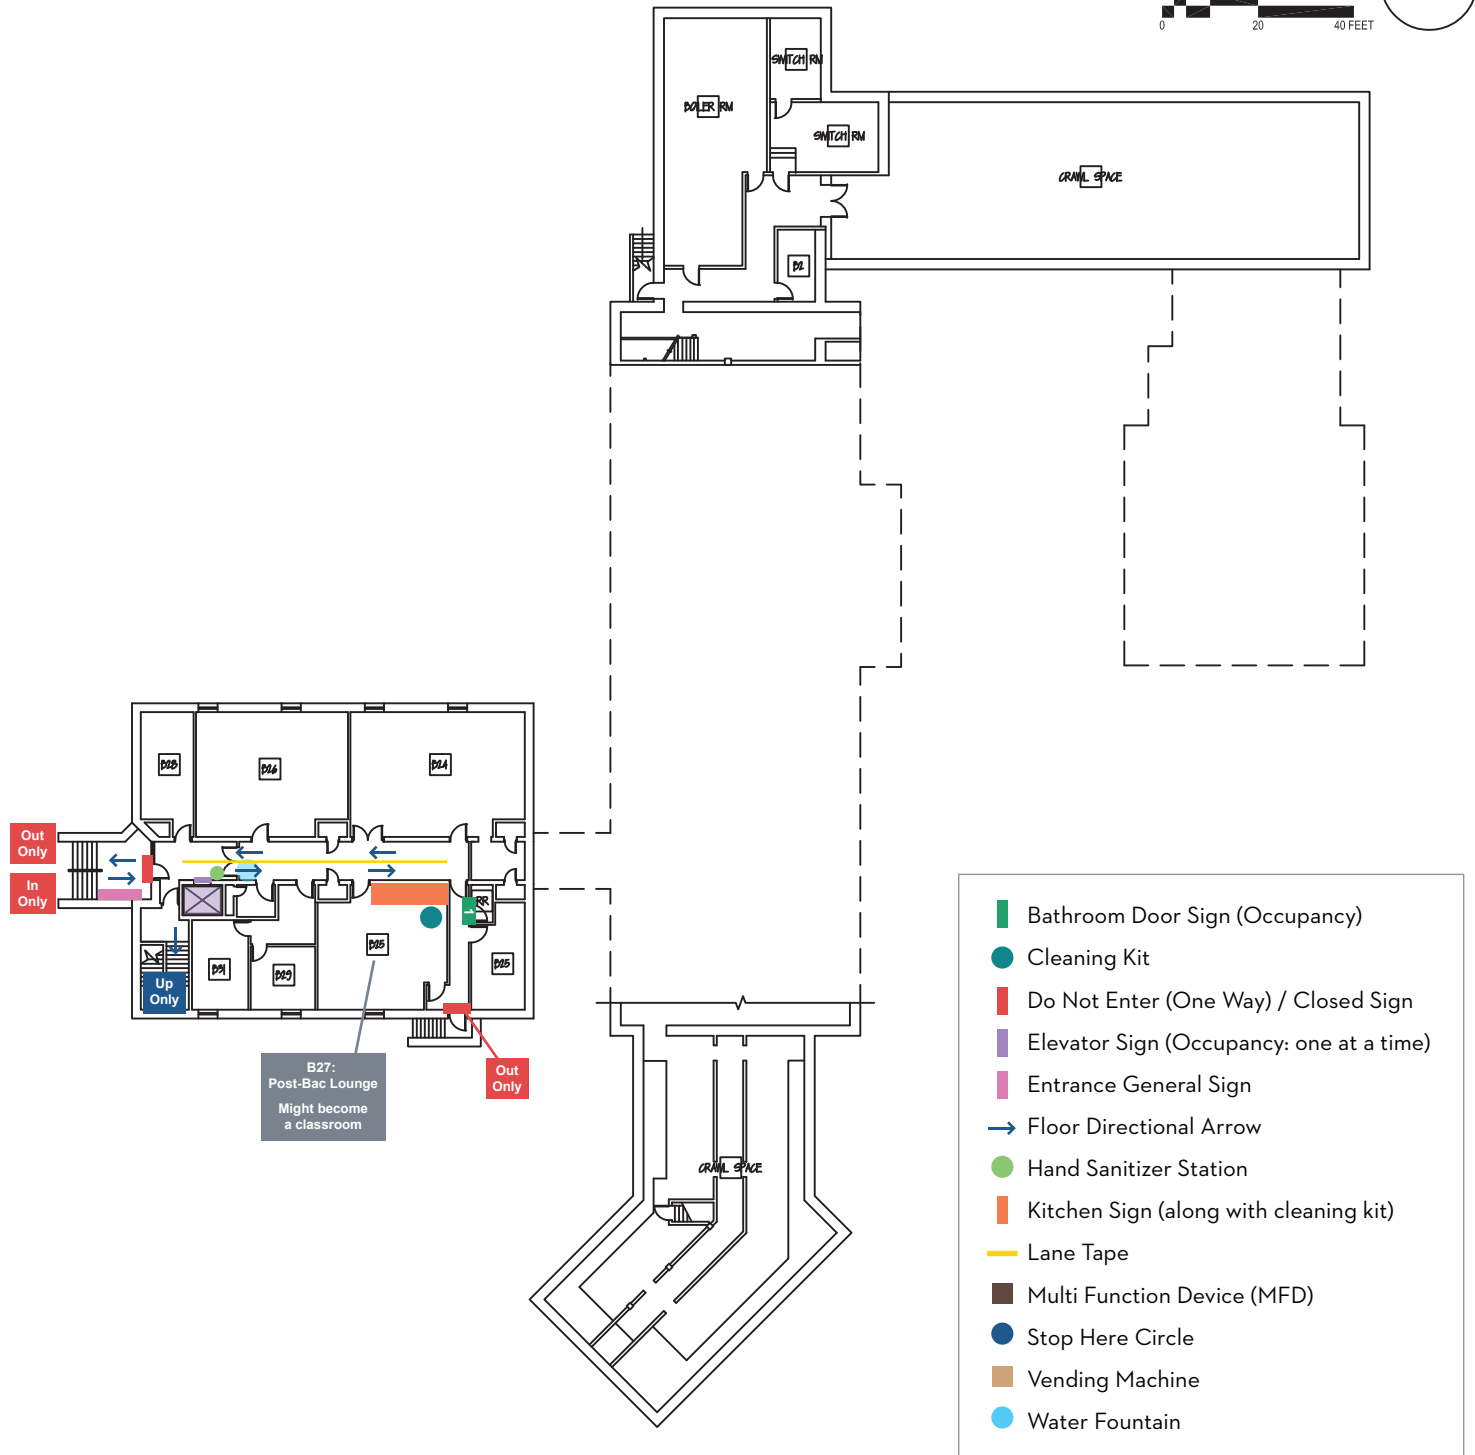 0 20 40 FEET
SWITCH RM
BOILER RM
SWITCH RM
CRAWL SPACE
B2
B28
B26
B24
Out
Only
In
Only
RR
1
B25
B31
B29
B25
Up
Only
B27:
Post-Bac Lounge
Might become
a classroom
Out
Only
CRAWL SPACE
Bathroom Door Sign (Occupancy)
Cleaning Kit
Do Not Enter (One Way) / Closed Sign
Elevator Sign (Occupancy: one at a time)
Entrance General Sign
Floor Directional Arrow
Hand Sanitizer Station
Kitchen Sign (along with cleaning kit)
Lane Tape
Multi Function Device (MFD)
Stop Here Circle
Vending Machine
Water Fountain